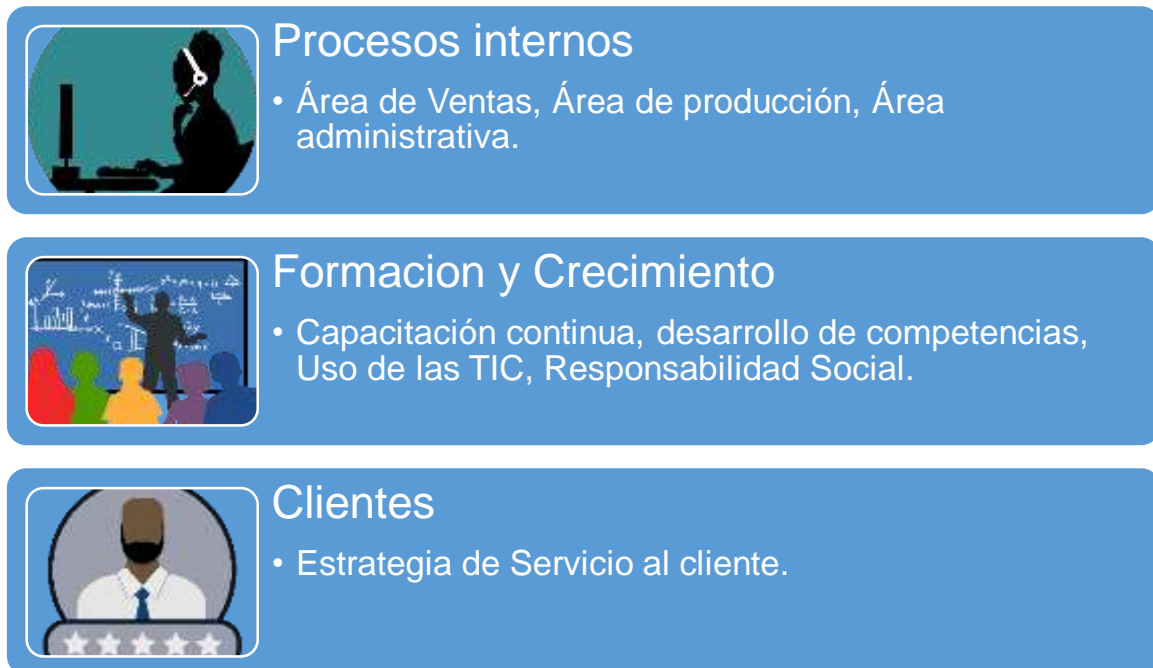 Procesos internos
• Área de Ventas, Área de producción, Área
administrativa.
Formacion y Crecimiento
• Capacitación continua, desarrollo de competencias,
Uso de las TIC, Responsabilidad Social.
Clientes
• Estrategia de Servicio al cliente.